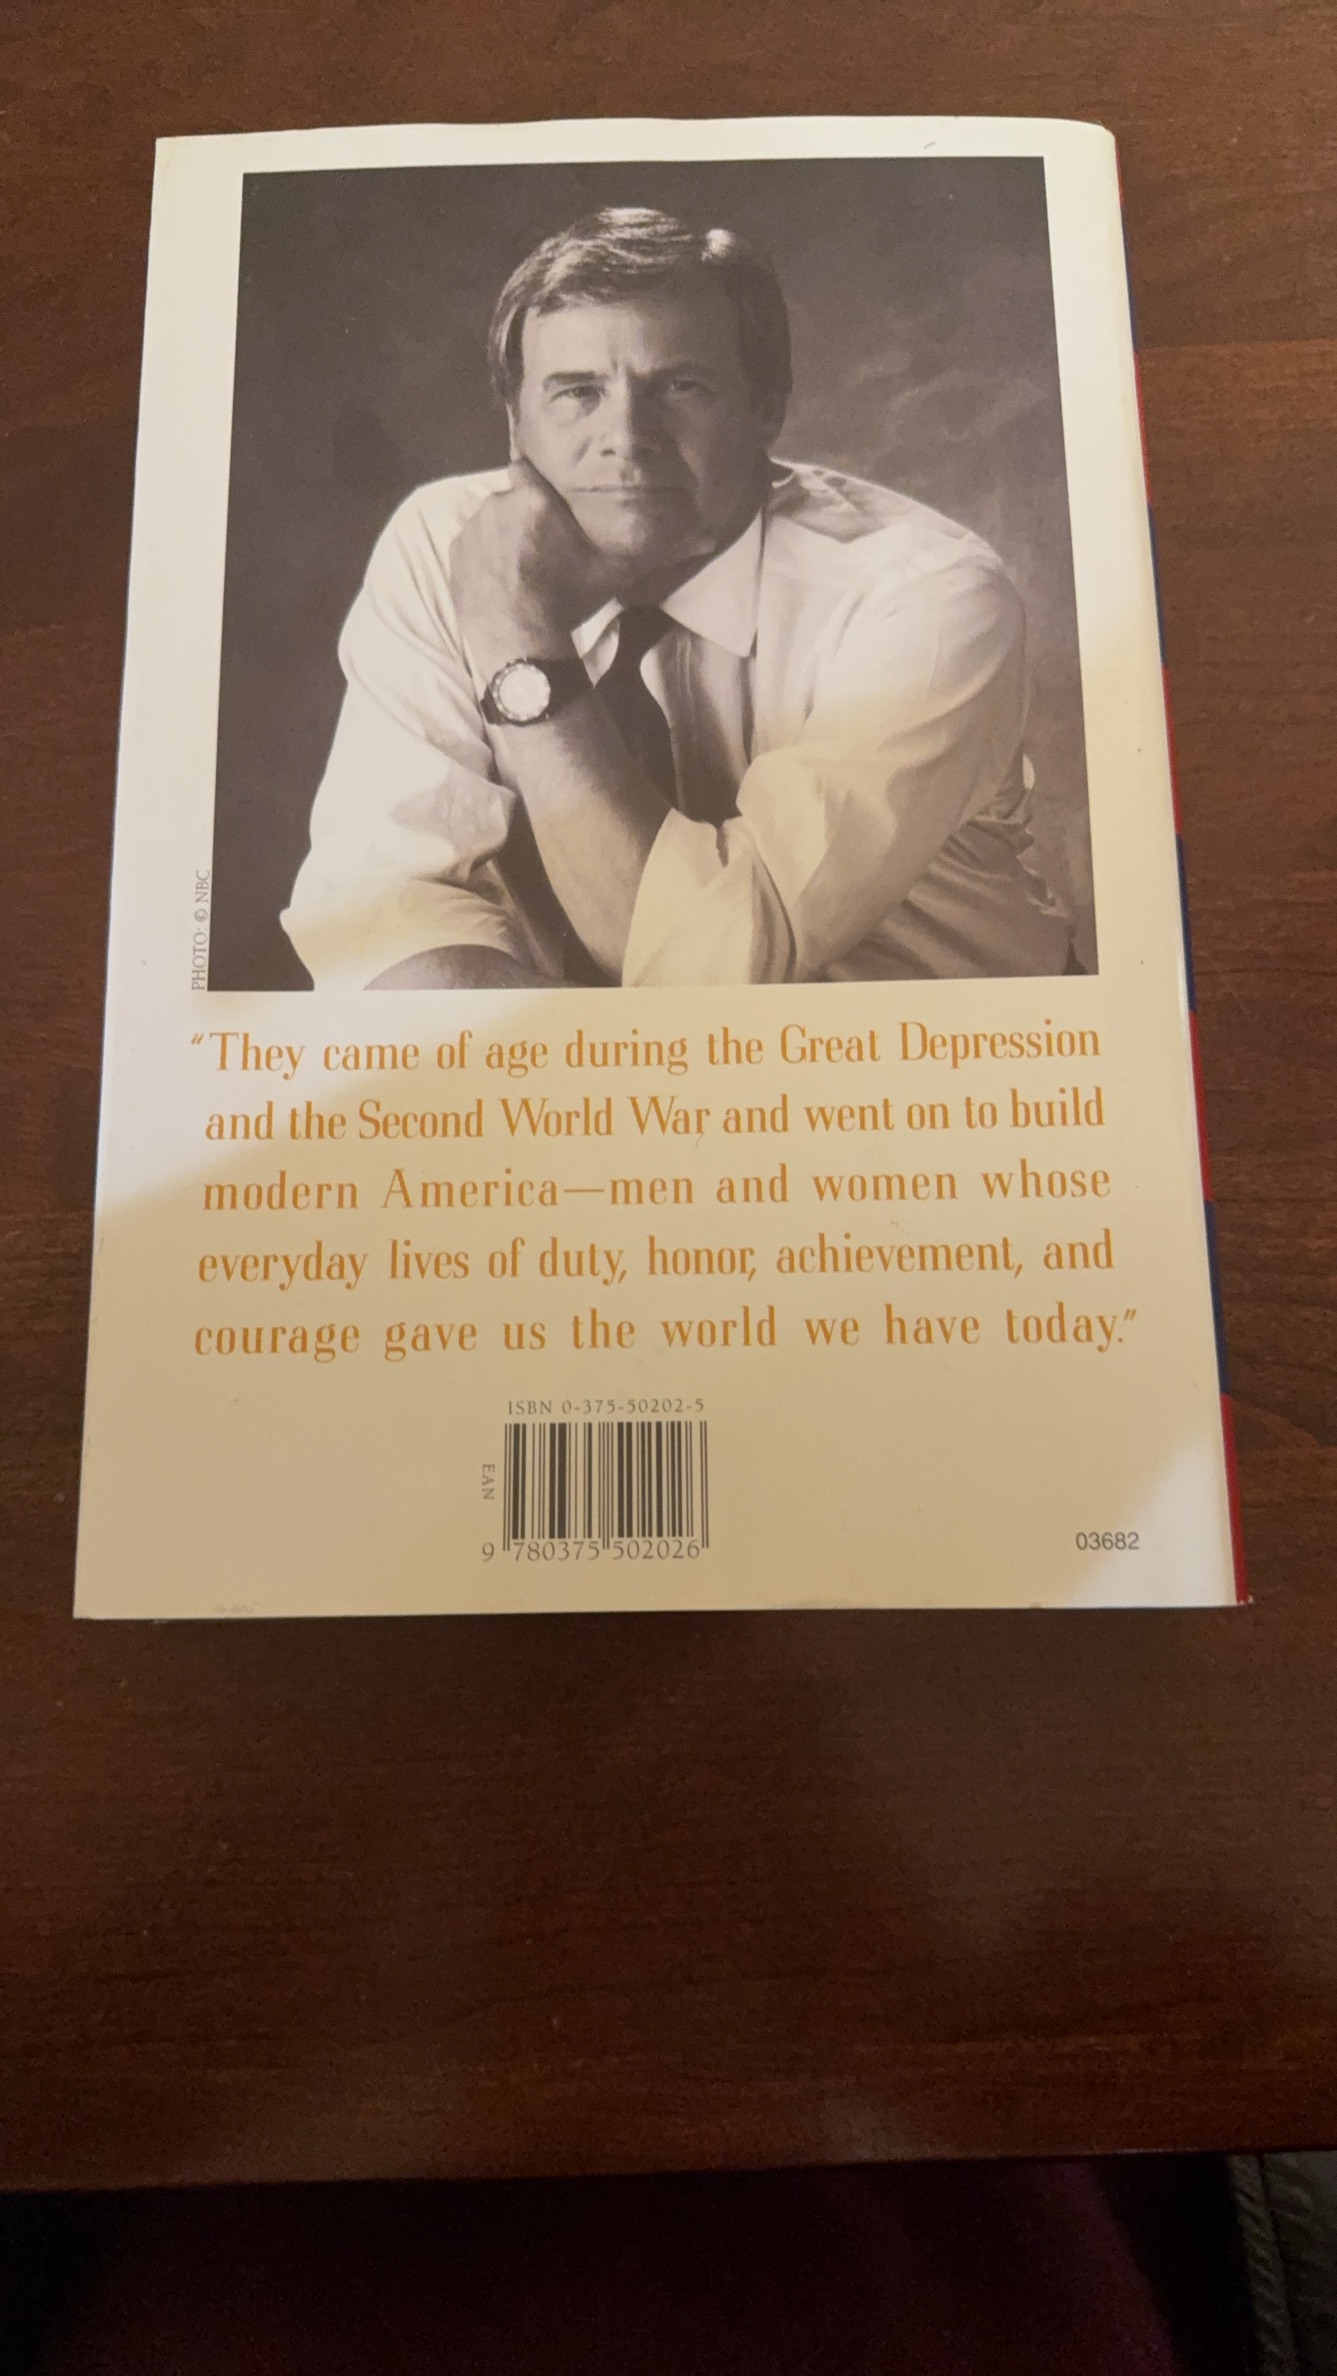 PHOTO: © NBC
“They came of age during the Great Depression
and the Second World War and went on to build
modern America—men and women whose
everyday lives of duty, honor, achievement, and
courage gave us the world we have today.”
ISBN 0-375-50202-5
EAN
9 780375 502026
03682